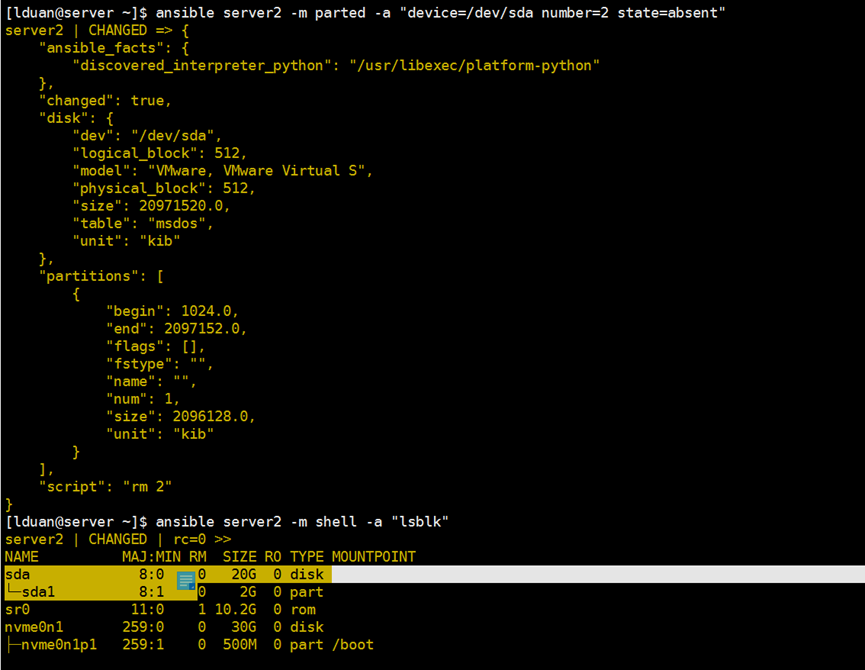 [lduan@server ~]$ ansible server2 -m parted -a "device=/dev/sda number=2 state=absent"
server2 | CHANGED => {
    "ansible_facts": {
        "discovered_interpreter_python": "/usr/libexec/platform-python"
    },
    "changed": true,
    "disk": {
        "dev": "/dev/sda",
        "logical_block": 512,
        "model": "VMware, VMware Virtual S",
        "physical_block": 512,
        "size": 20971520.0,
        "table": "msdos",
        "unit": "kib"
    },
    "partitions": [
        {
            "begin": 1024.0,
            "end": 2097152.0,
            "flags": [],
            "fstype": "",
            "name": "",
            "num": 1,
            "size": 2096128.0,
            "unit": "kib"
        }
    ],
    "script": "rm 2"
}
[lduan@server ~]$ ansible server2 -m shell -a "lsblk"
server2 | CHANGED | rc=0 >>
NAME          MAJ:MIN RM  SIZE RO TYPE MOUNTPOINT
sda             8:0    0   20G  0 disk
└─sda1          8:1    0    2G  0 part
sr0            11:0    1 10.2G  0 rom
nvme0n1       259:0    0   30G  0 disk
├─nvme0n1p1   259:1    0  500M  0 part /boot